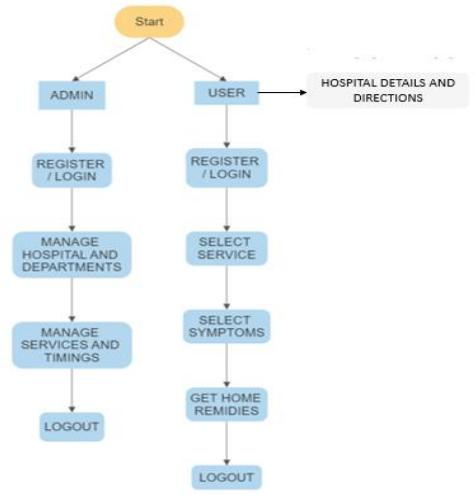 Start
ADMIN
USER
HOSPITAL DETAILS AND
DIRECTIONS
REGISTER
/ LOGIN
REGISTER
/ LOGIN
MANAGE
HOSPITAL AND
DEPARTMENTS
SELECT
SERVICE
MANAGE
SERVICES AND
TIMINGS
SELECT
SYMPTOMS
GET HOME
REMIDIES
LOGOUT
LOGOUT